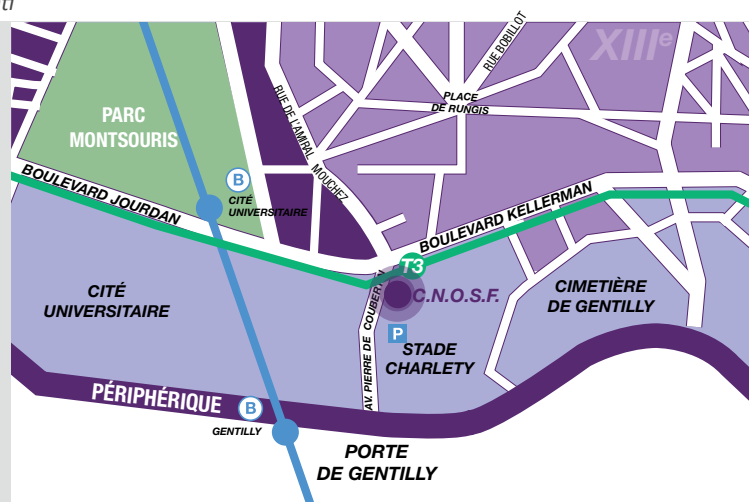 RUE BOBILLOT
XIIIe
PLACE
DE RUNGIS
PARC
MONTSOURIS
RUE DE L'AMIRAL MOUCHEZ
BOULEVARD JOURDAN
B
CITÉ
UNIVERSITAIRE
BOULEVARD KELLERMAN
T3
C.N.O.S.F.
CITÉ
UNIVERSITAIRE
CIMETIÈRE
DE GENTILLY
AV. PIERRE DE COUBERTIN
P
STADE
CHARLETY
PÉRIPHÉRIQUE
B
GENTILLY
PORTE
DE GENTILLY